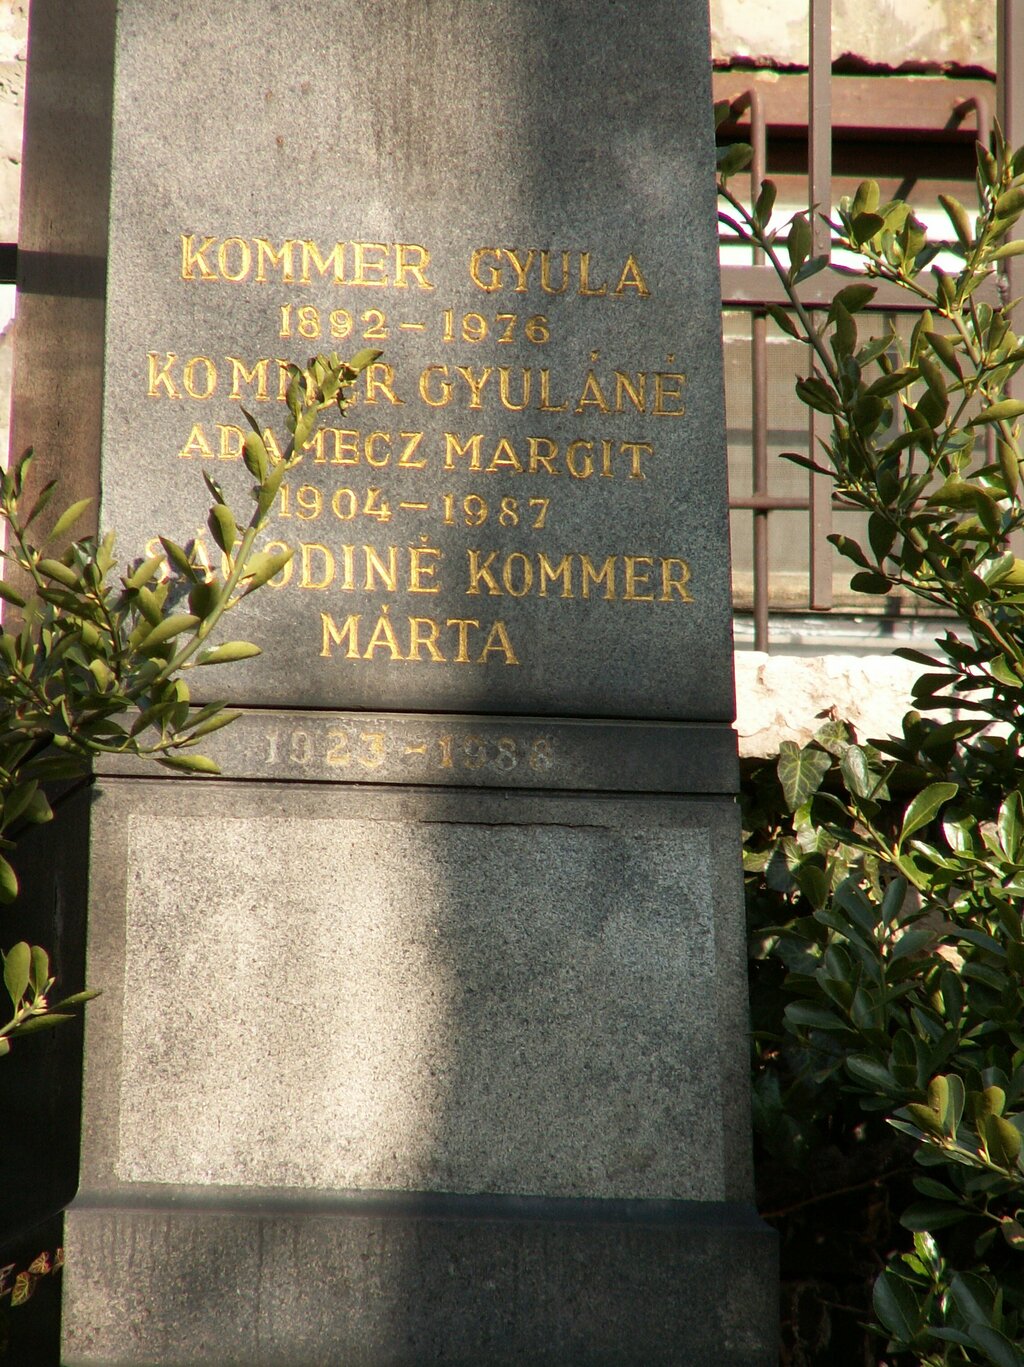 KOMMER GYULA
1892 – 1976
KOMMER GYULÁNÉ
ADAMECZ MARGIT
1904 – 1987
KOMMER
MÁRTA
1923 – 1988